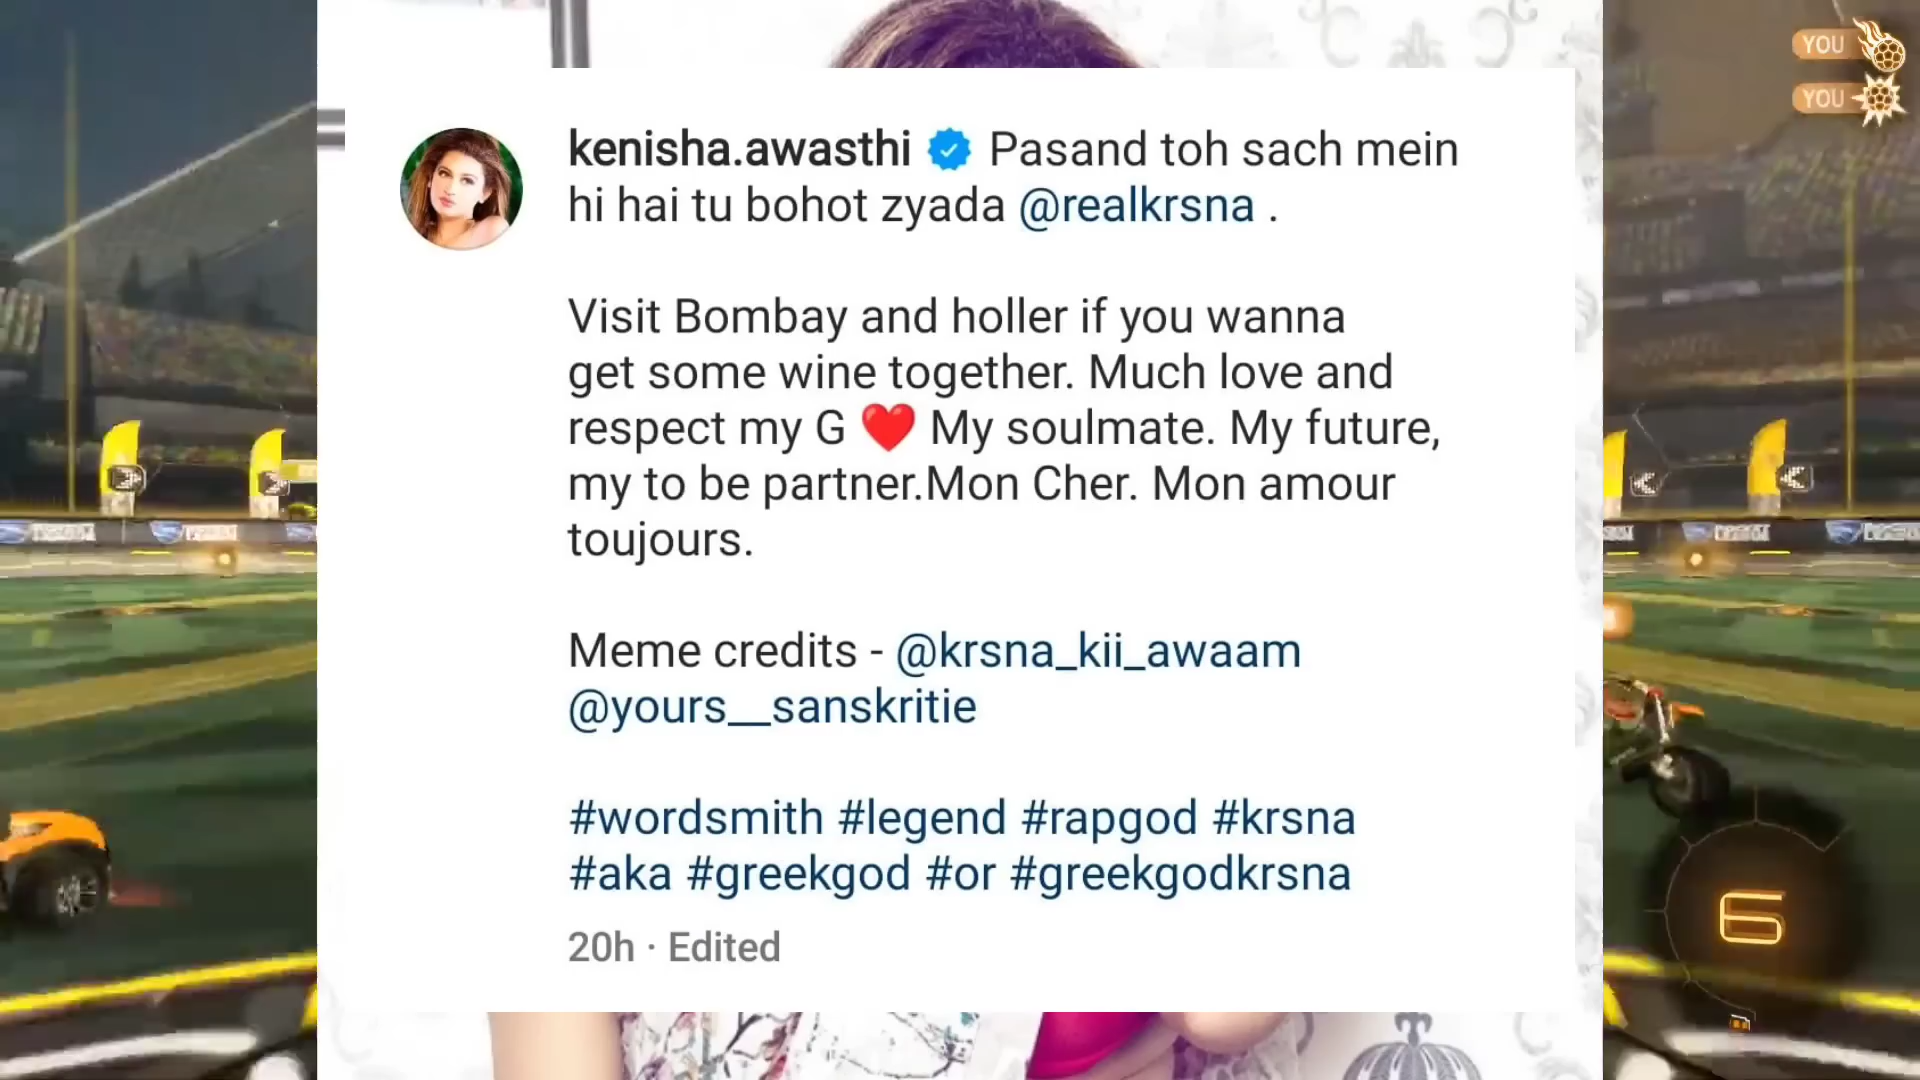 YOU
YOU
kenisha.awasthi Pasand toh sach mein
hi hai tu bohot zyada @realkrsna .
Visit Bombay and holler if you wanna
get some wine together. Much love and
respect my G ❤️ My soulmate. My future,
my to be partner.Mon Cher. Mon amour
toujours.
Meme credits - @krsna_kii_awaam
@yours__sanskritie
#wordsmith #legend #rapgod #krsna
#aka #greekgod #or #greekgodkrsna
20h · Edited
6